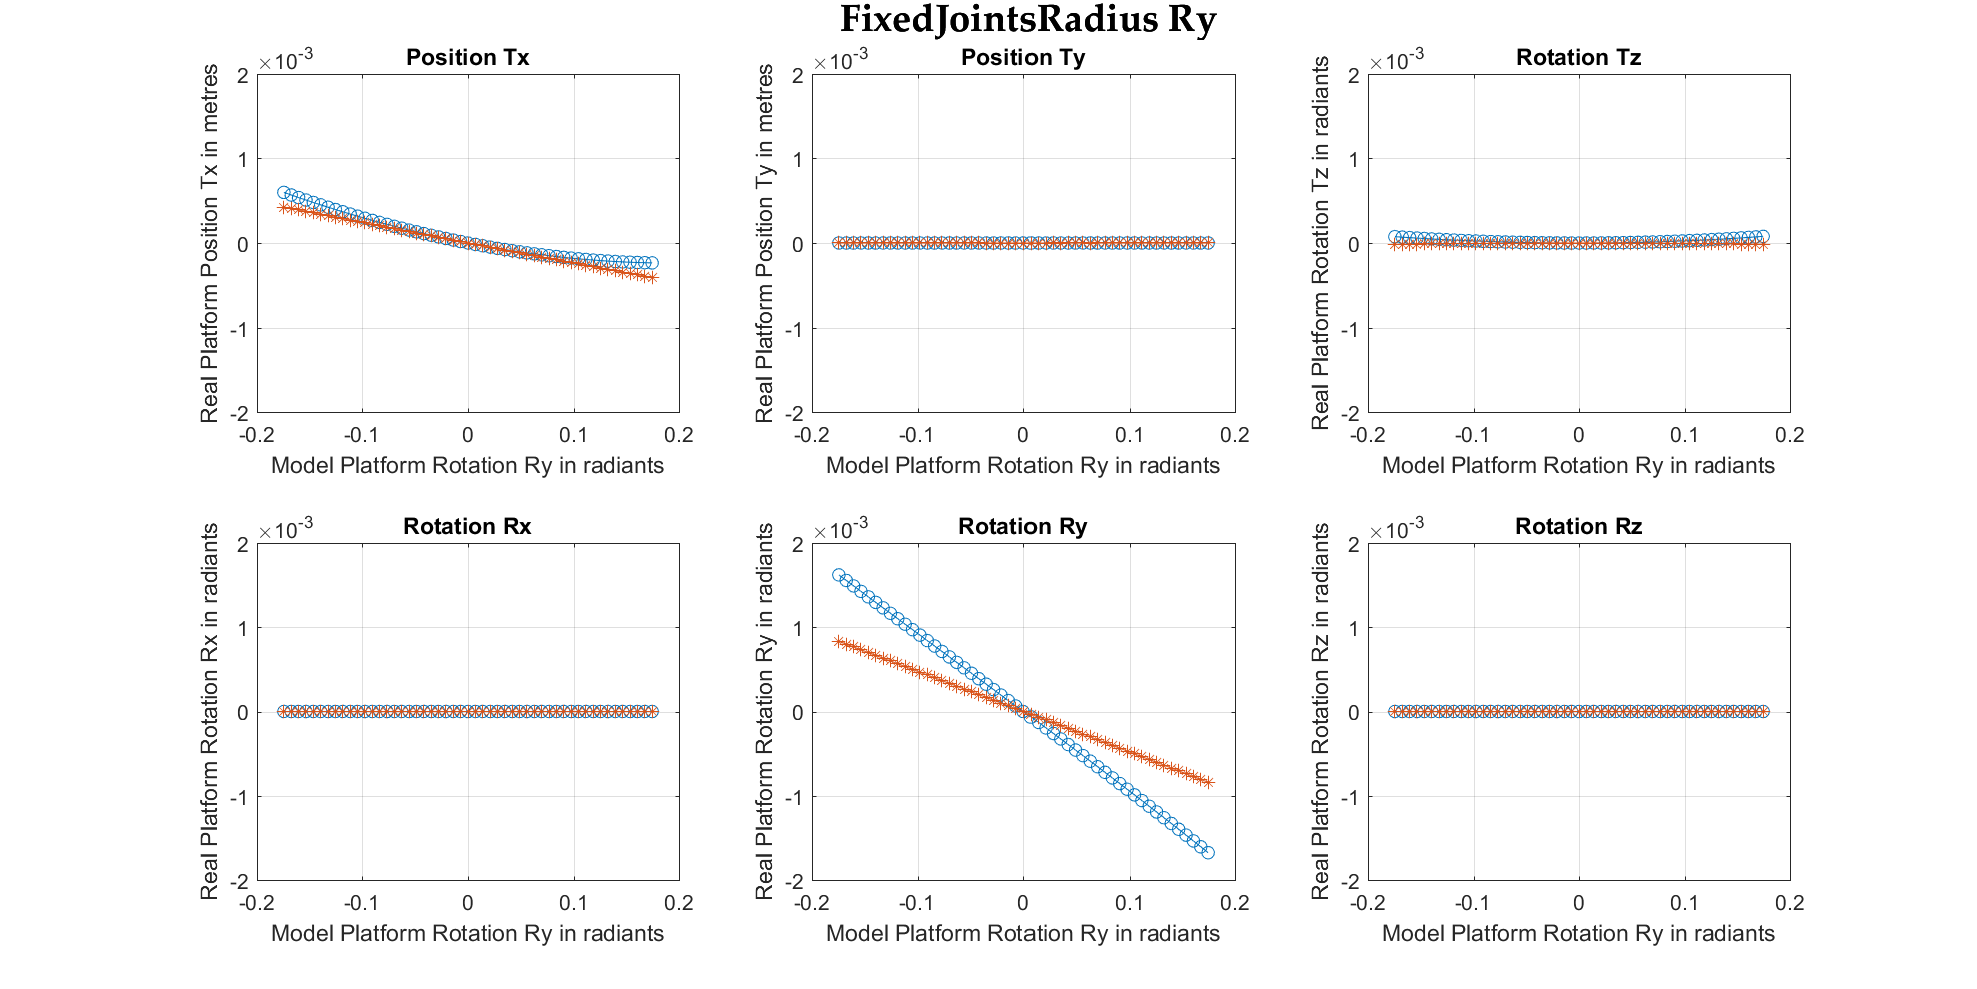 FixedJointsRadius Ry
Position Tx
×10-3
Real Platform Position Tx in metres
2
1
0
-1
-2
-0.2 -0.1 0 0.1 0.2
Model Platform Rotation Ry in radiants
Position Ty
×10-3
Real Platform Position Ty in metres
2
1
0
-1
-2
-0.2 -0.1 0 0.1 0.2
Model Platform Rotation Ry in radiants
Rotation Tz
×10-3
Real Platform Rotation Tz in radiants
2
1
0
-1
-2
-0.2 -0.1 0 0.1 0.2
Model Platform Rotation Ry in radiants
Rotation Rx
×10-3
Real Platform Rotation Rx in radiants
2
1
0
-1
-2
-0.2 -0.1 0 0.1 0.2
Model Platform Rotation Ry in radiants
Rotation Ry
×10-3
Real Platform Rotation Ry in radiants
2
1
0
-1
-2
-0.2 -0.1 0 0.1 0.2
Model Platform Rotation Ry in radiants
Rotation Rz
×10-3
Real Platform Rotation Rz in radiants
2
1
0
-1
-2
-0.2 -0.1 0 0.1 0.2
Model Platform Rotation Ry in radiants